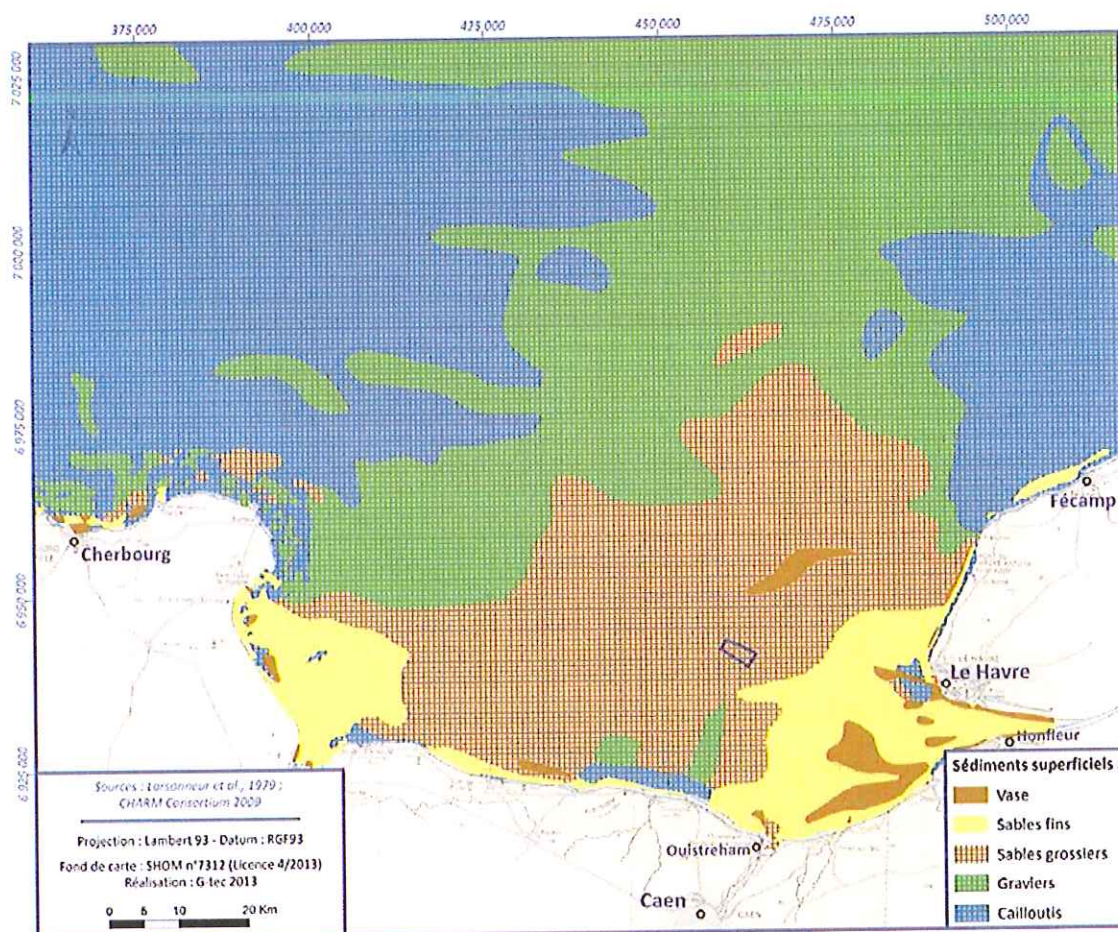 375 000 400 000 425 000 450 000 475 000 500 000
7 025 000
7 000 000
6 975 000
6 950 000
6 925 000
Cherbourg
Fécamp
Le Havre
LE HAVRE
Honfleur
Ouistreham
Caen
CAEN
Sources : Larsonneur et al., 1979 ;
CHARM Consortium 2009
Projection : Lambert 93 - Datum : RGF93
Fond de carte : SHOM n°7312 (Licence 4/2013)
Réalisation : G-tec 2013
0 5 10 20 Km
Sédiments superficiels
Vase
Sables fins
Sables grossiers
Graviers
Cailloutis